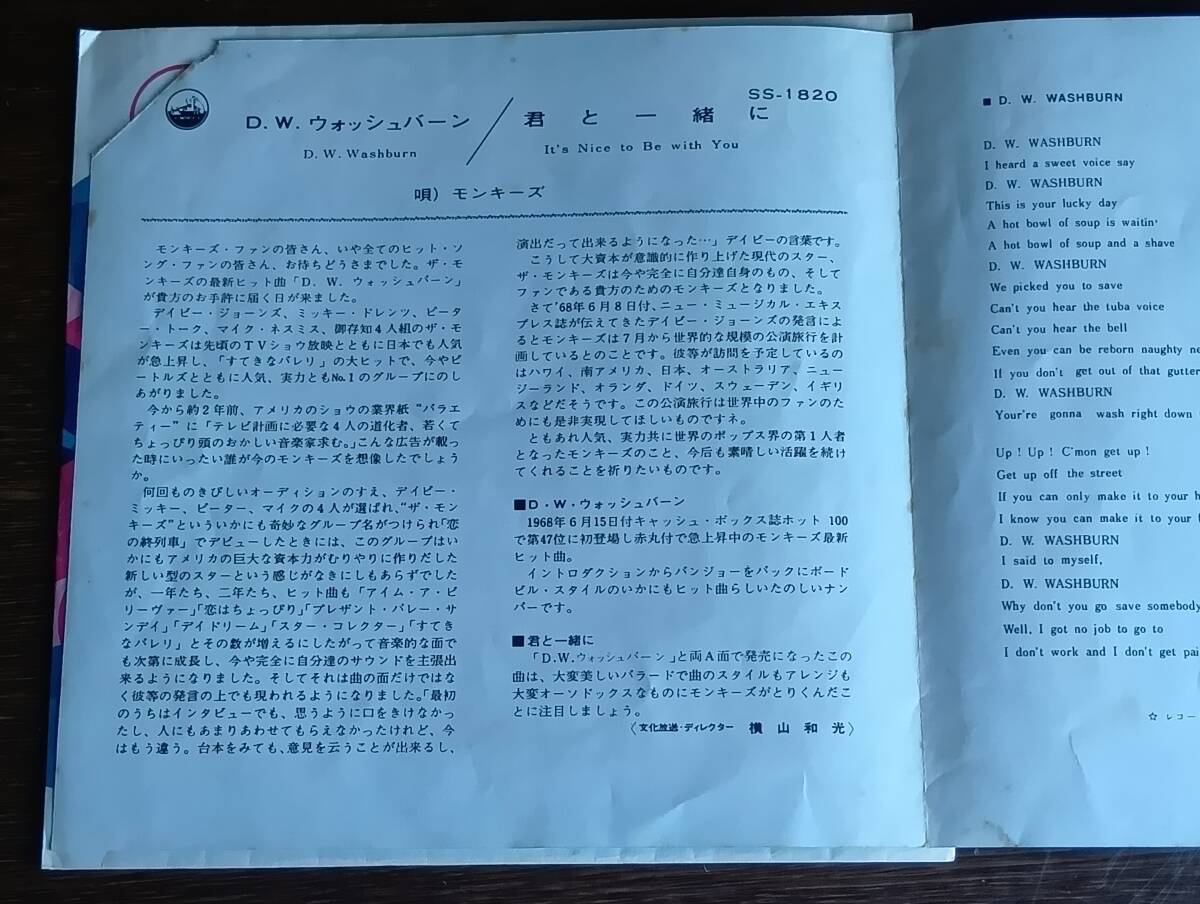 SS-1820
D.W.ウォッシュバーン／君と一緒に
D. W. Washburn
It's Nice to Be with You
唄）モンキーズ
モンキーズ・ファンの皆さん、いや全てのヒット・ソ
ング・ファンの皆さん、お待ちどうさまでした。ザ・モ
ンキーズの最新ヒット曲「D. W. ウォッシュバーン」
が貴方のお手許に届く日が来ました。
デイビー・ジョーンズ、ミッキー・ドレンツ、ピータ
ー・トーク、マイク・ネスミス、御存知4人組のザ・モ
ンキーズは先頃のTVショウ放映とともに日本でも人気
が急上昇し、「すてきなバレリ」の大ヒットで、今やビ
ートルズとともに人気、実力ともNo.1のグループにのし
あがりました。
今から約2年前、アメリカのショウの業界紙"バラエ
ティー"に「テレビ計画に必要な4人の道化者、若くて
ちょっぴり頭のおかしい音楽家求む。」こんな広告が載っ
た時にいったい誰が今のモンキーズを想像したでしょう
か。
何回ものきびしいオーディションのすえ、デイビー・
ミッキー、ピーター、マイクの4人が選ばれ、"ザ・モン
キーズ"といういかにも奇妙なグループ名がつけられ「恋
の終列車」でデビューしたときには、このグループはい
かにもアメリカの巨大な資本力がむりやりに作りだした
新しい型のスターという感じがなきにしもあらずでした
が、一年たち、二年たち、ヒット曲も「アイム・ア・ビ
リーヴァー」「恋はちょっぴり」「プレザント・バレー・サ
ンデイ」「デイドリーム」「スター・コレクター」「すてき
なバレリ」とその数が増えるにしたがって音楽的な面で
も次第に成長し、今や完全に自分達のサウンドを主張出
来るようになりました。そしてそれは曲の面だけではな
く彼等の発言の上でも現われるようになりました。「最初
のうちはインタビューでも、思うように口をきけなかっ
たし、人にもあまりあわせてもらえなかったけれど、今
はもう違う。台本をみても、意見を云うことが出来るし、
演出だって出来るようになった…」デイビーの言葉です。
こうして大資本が意識的に作り上げた現代のスター、
ザ・モンキーズは今や完全に自分達自身のもの、そして
ファンである貴方のためのモンキーズとなりました。
さて'68年6月8日付、ニュー・ミュージカル・エキス
プレス誌が伝えてきたデイビー・ジョーンズの発言によ
るとモンキーズは7月から世界的な規模の公演旅行を計
画しているとのことです。彼等が訪問を予定しているの
はハワイ、南アメリカ、日本、オーストラリア、ニュー
ジーランド、オランダ、ドイツ、スウェーデン、イギリ
スなどだそうです。この公演旅行は世界中のファンのた
めにも是非実現してほしいものですネ。
ともあれ人気、実力共に世界のポップス界の第1人者
となったモンキーズのこと、今后も素晴しい活躍を続け
てくれることを祈りたいものです。
■D・W・ウォッシュバーン
1968年6月15日付キャッシュ・ボックス誌ホット 100
で第47位に初登場し赤丸付で急上昇中のモンキーズ最新
ヒット曲。
イントロダクションからバンジョーをバックにボード
ビル・スタイルのいかにもヒット曲らしいたのしいナン
バーです。
■君と一緒に
「D.W.ウォッシュバーン」と両A面で発売になったこの
曲は、大変美しいバラードで曲のスタイルもアレンジも
大変オーソドックスなものにモンキーズがとりくんだこ
とに注目しましょう。
〈文化放送・ディレクター 横山和光〉
■ D. W. WASHBURN
D. W. WASHBURN
I heard a sweet voice say
D. W. WASHBURN
This is your lucky day
A hot bowl of soup is waitin'
A hot bowl of soup and a shave
D. W. WASHBURN
We picked you to save
Can't you hear the tuba voice
Can't you hear the bell
Even you can be reborn naughty
If you don't get out of that gutter
D. W. WASHBURN
Your're gonna wash right down
Up! Up! C'mon get up!
Get up off the street
If you can only make it to your
I know you can make it to your
D. W. WASHBURN
I said to myself,
D. W. WASHBURN
Why don't you go save somebody
Well, I got no job to go to
I don't work and I don't get
☆ レコー